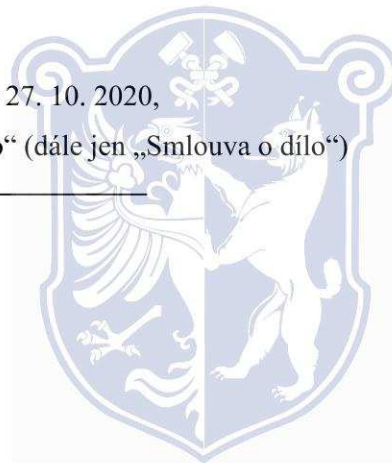 27. 10. 2020,
“ (dále jen „Smlouva o dílo“)